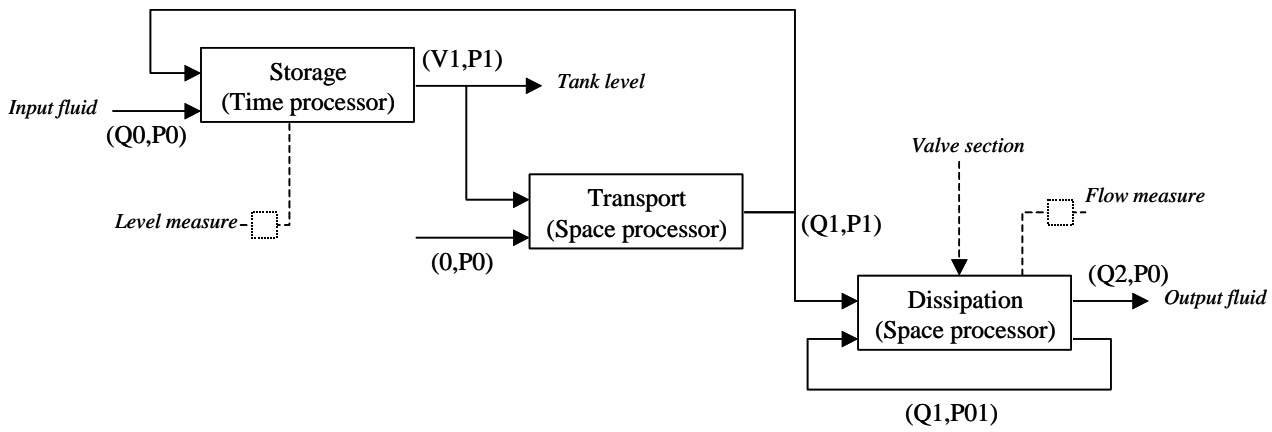 Storage
(Time processor)
(V1,P1)
Tank level
Input fluid
(Q0,P0)
Valve section
Transport
(Space processor)
Flow measure
Level measure
(Q1,P1)
(0,P0)
Dissipation
(Space processor)
(Q2,P0)
Output fluid
(Q1,P01)